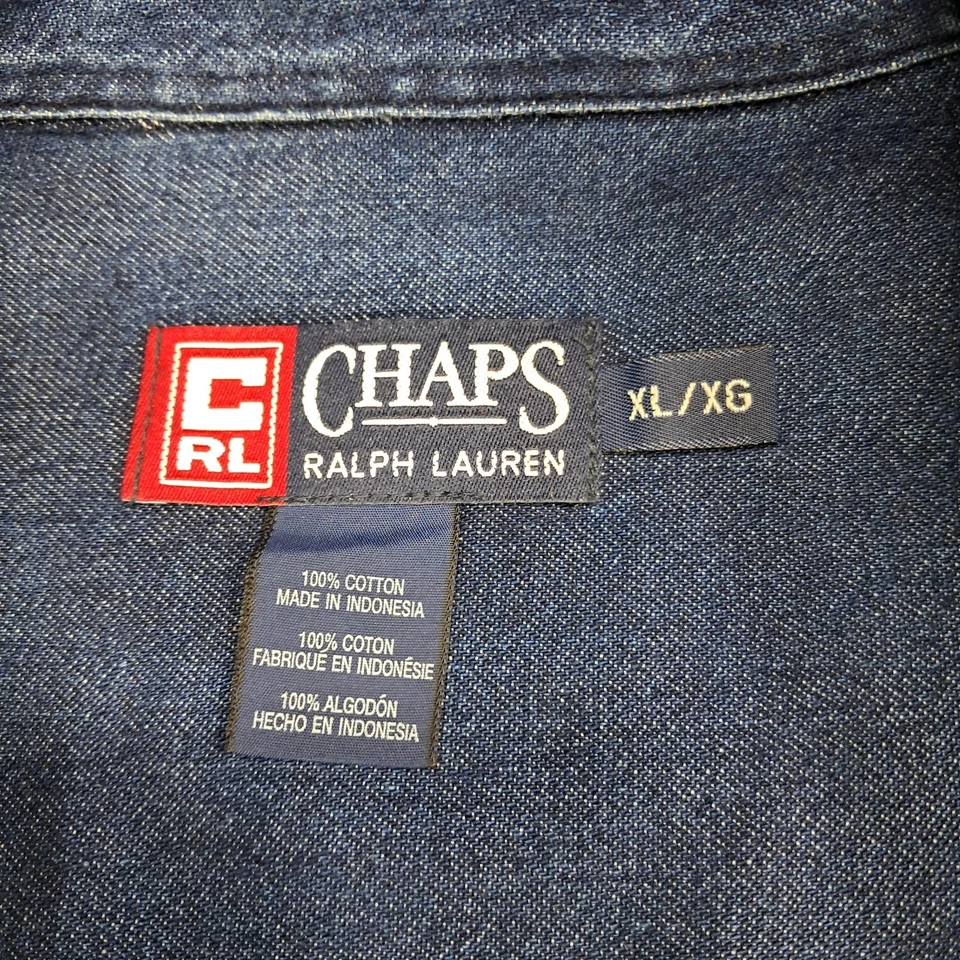 C
RL
CHAPS
RALPH LAUREN
XL/XG
100% COTTON
MADE IN INDONESIA
100% COTON
FABRIQUÉ EN INDONÉSIE
100% ALGODÓN
HECHO EN INDONESIA